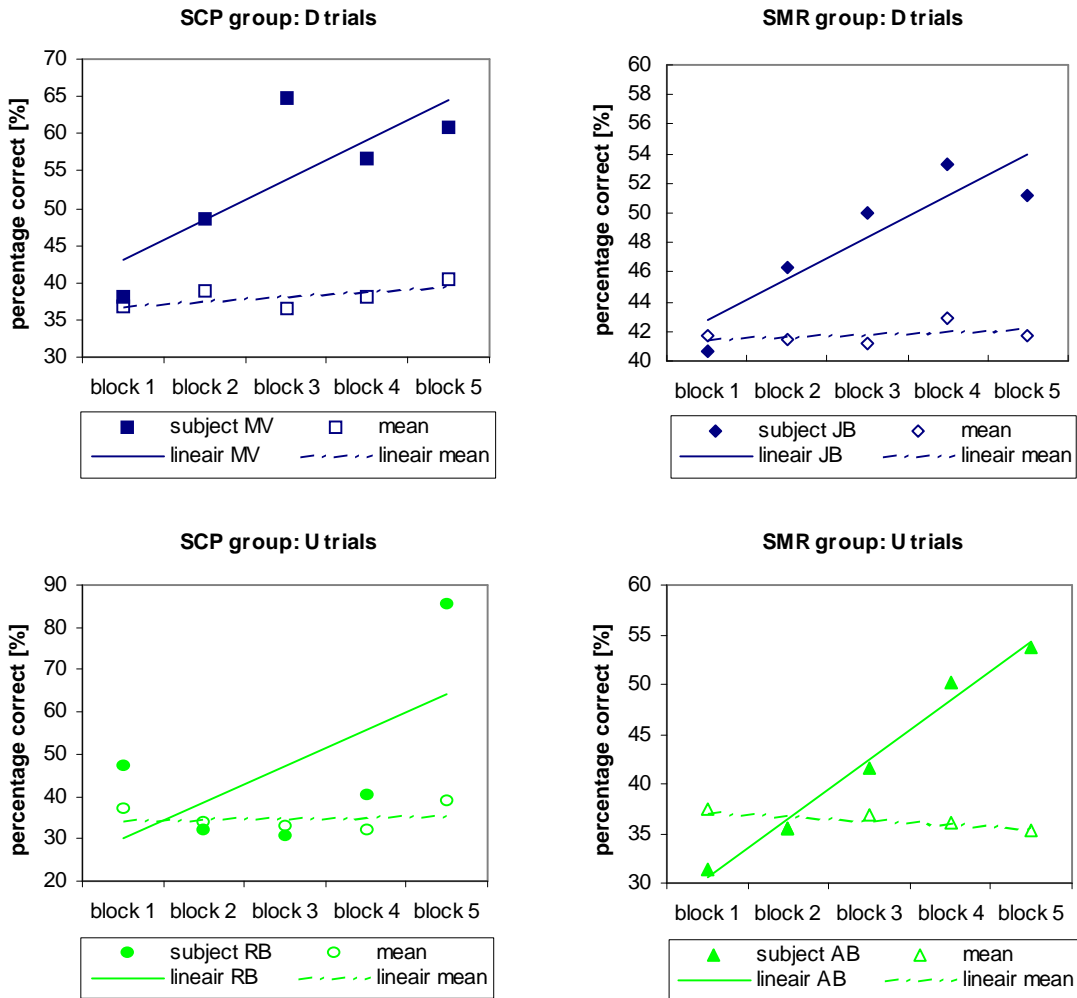 SCP group: D trials
percentage correct [%]
70
65
60
55
50
45
40
35
30
block 1 block 2 block 3 block 4 block 5
subject MV mean
lineair MV lineair mean
SMR group: D trials
percentage correct [%]
60
58
56
54
52
50
48
46
44
42
40
block 1 block 2 block 3 block 4 block 5
subject JB mean
lineair JB lineair mean
SCP group: U trials
percentage correct [%]
90
80
70
60
50
40
30
20
block 1 block 2 block 3 block 4 block 5
subject RB mean
lineair RB lineair mean
SMR group: U trials
percentage correct [%]
60
55
50
45
40
35
30
block 1 block 2 block 3 block 4 block 5
subject AB mean
lineair AB lineair mean